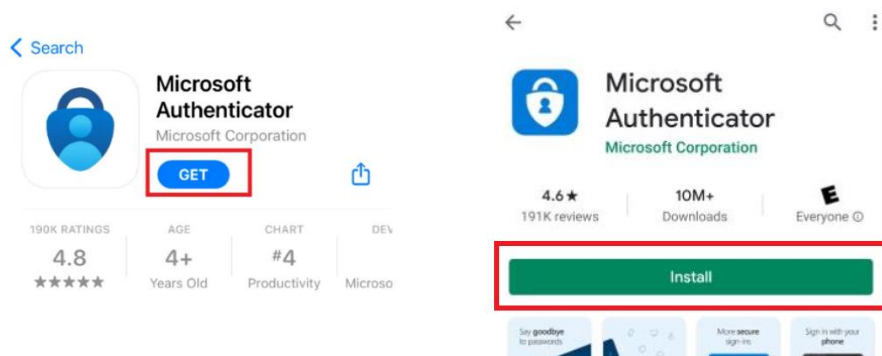 Search
Microsoft
Authenticator
Microsoft Corporation
GET
190K RATINGS
AGE
CHART
DEV
4.8
4+
#4
★★★★★
Years Old
Productivity
Microso
Microsoft
Authenticator
Microsoft Corporation
4.6★
10M+
E
191K reviews
Downloads
Everyone
Install
Say goodbye
to passwords
More secure
sign-ins
Sign in with your
phone